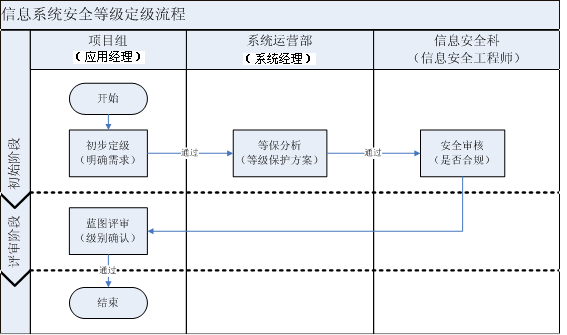 信息系统安全等级定级流程
项目组
（应用经理）
系统运营部
（系统经理）
信息安全科
（信息安全工程师）
初始阶段
开始
初步定级
（明确需求）
通过
等保分析
（等级保护方案）
通过
安全审核
（是否合规）
评审阶段
蓝图评审
（级别确认）
通过
结束